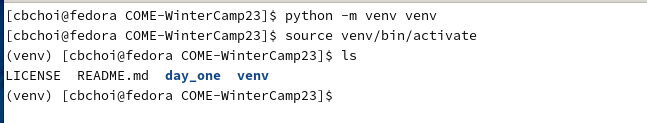 [cbchoi@fedora COME-WinterCamp23]$ python -m venv venv
[cbchoi@fedora COME-WinterCamp23]$ source venv/bin/activate
(venv) [cbchoi@fedora COME-WinterCamp23]$ ls
LICENSE  README.md  day_one  venv
(venv) [cbchoi@fedora COME-WinterCamp23]$